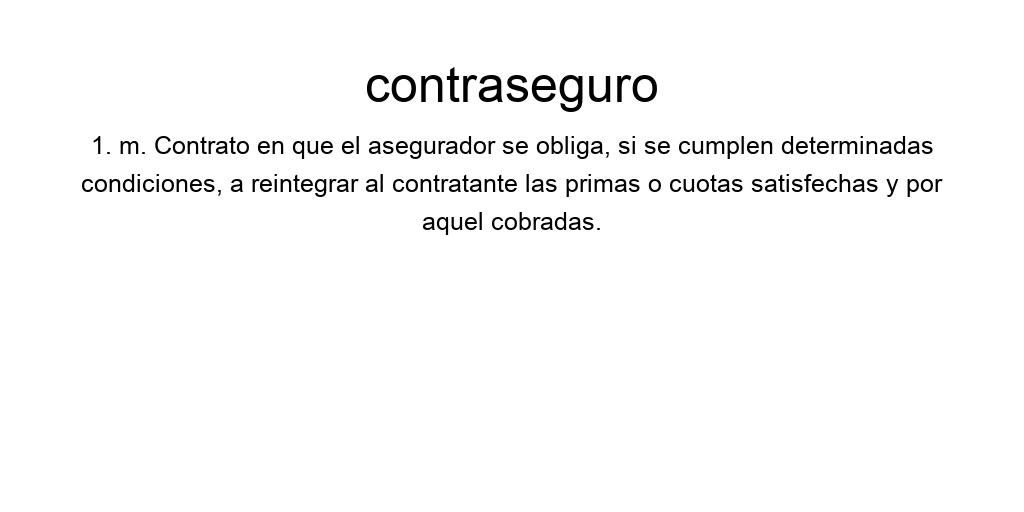 contraseguro
1. m. Contrato en que el asegurador se obliga, si se cumplen determinadas
condiciones, a reintegrar al contratante las primas o cuotas satisfechas y por
aquel cobradas.